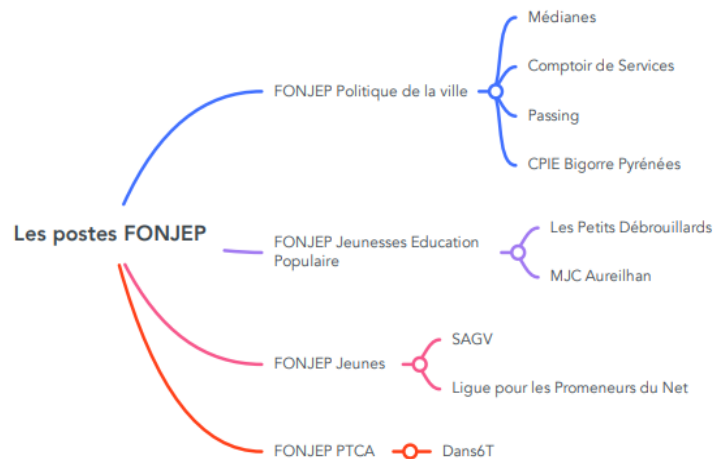 Médianes
FONJEP Politique de la ville
Comptoir de Services
Passing
CPIE Bigorre Pyrénées
Les postes FONJEP
FONJEP Jeunesses Education
Populaire
Les Petits Débrouillards
MJC Aureilhan
FONJEP Jeunes
SAGV
Ligue pour les Promeneurs du Net
FONJEP PTCA
Dans6T